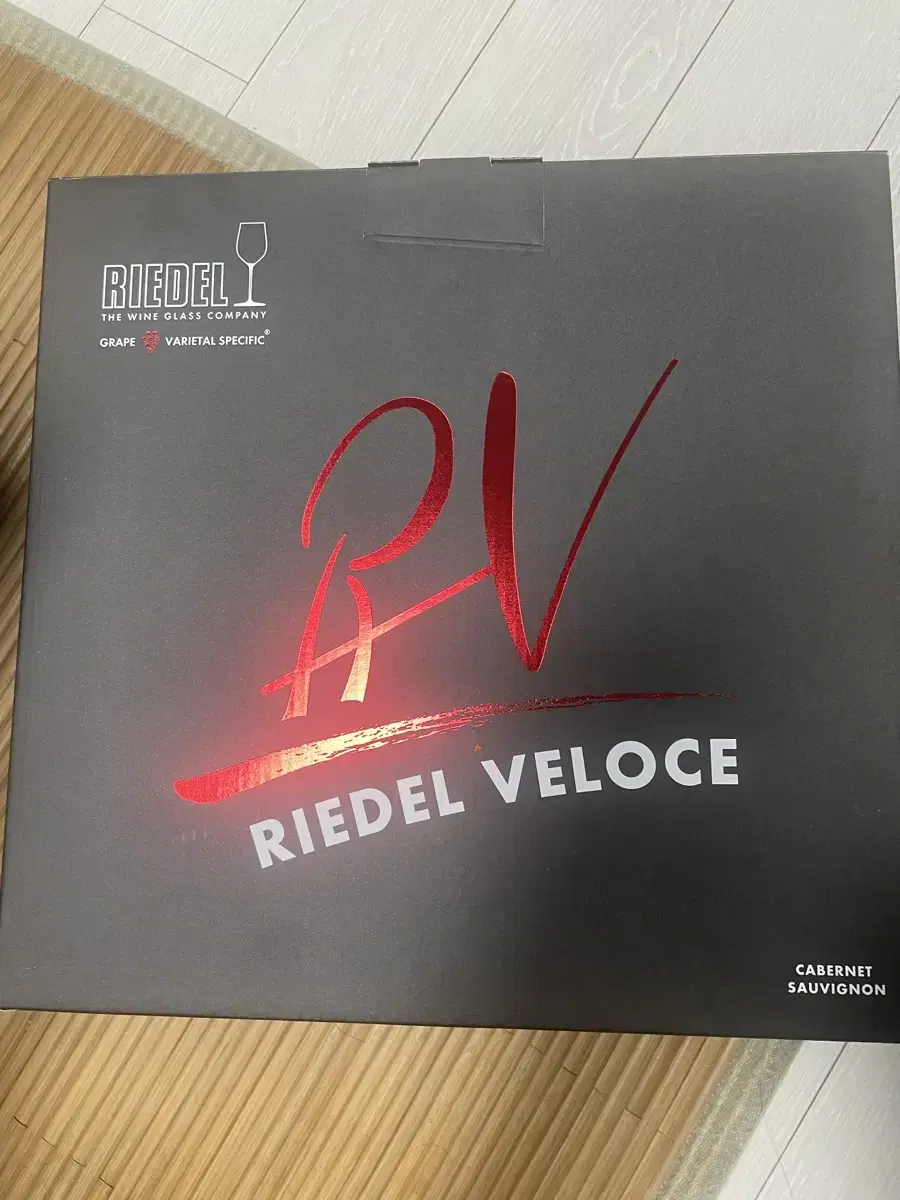 RIEDEL
THE WINE GLASS COMPANY
GRAPE VARIETAL SPECIFIC®
RV
RIEDEL VELOCE
CABERNET
SAUVIGNON